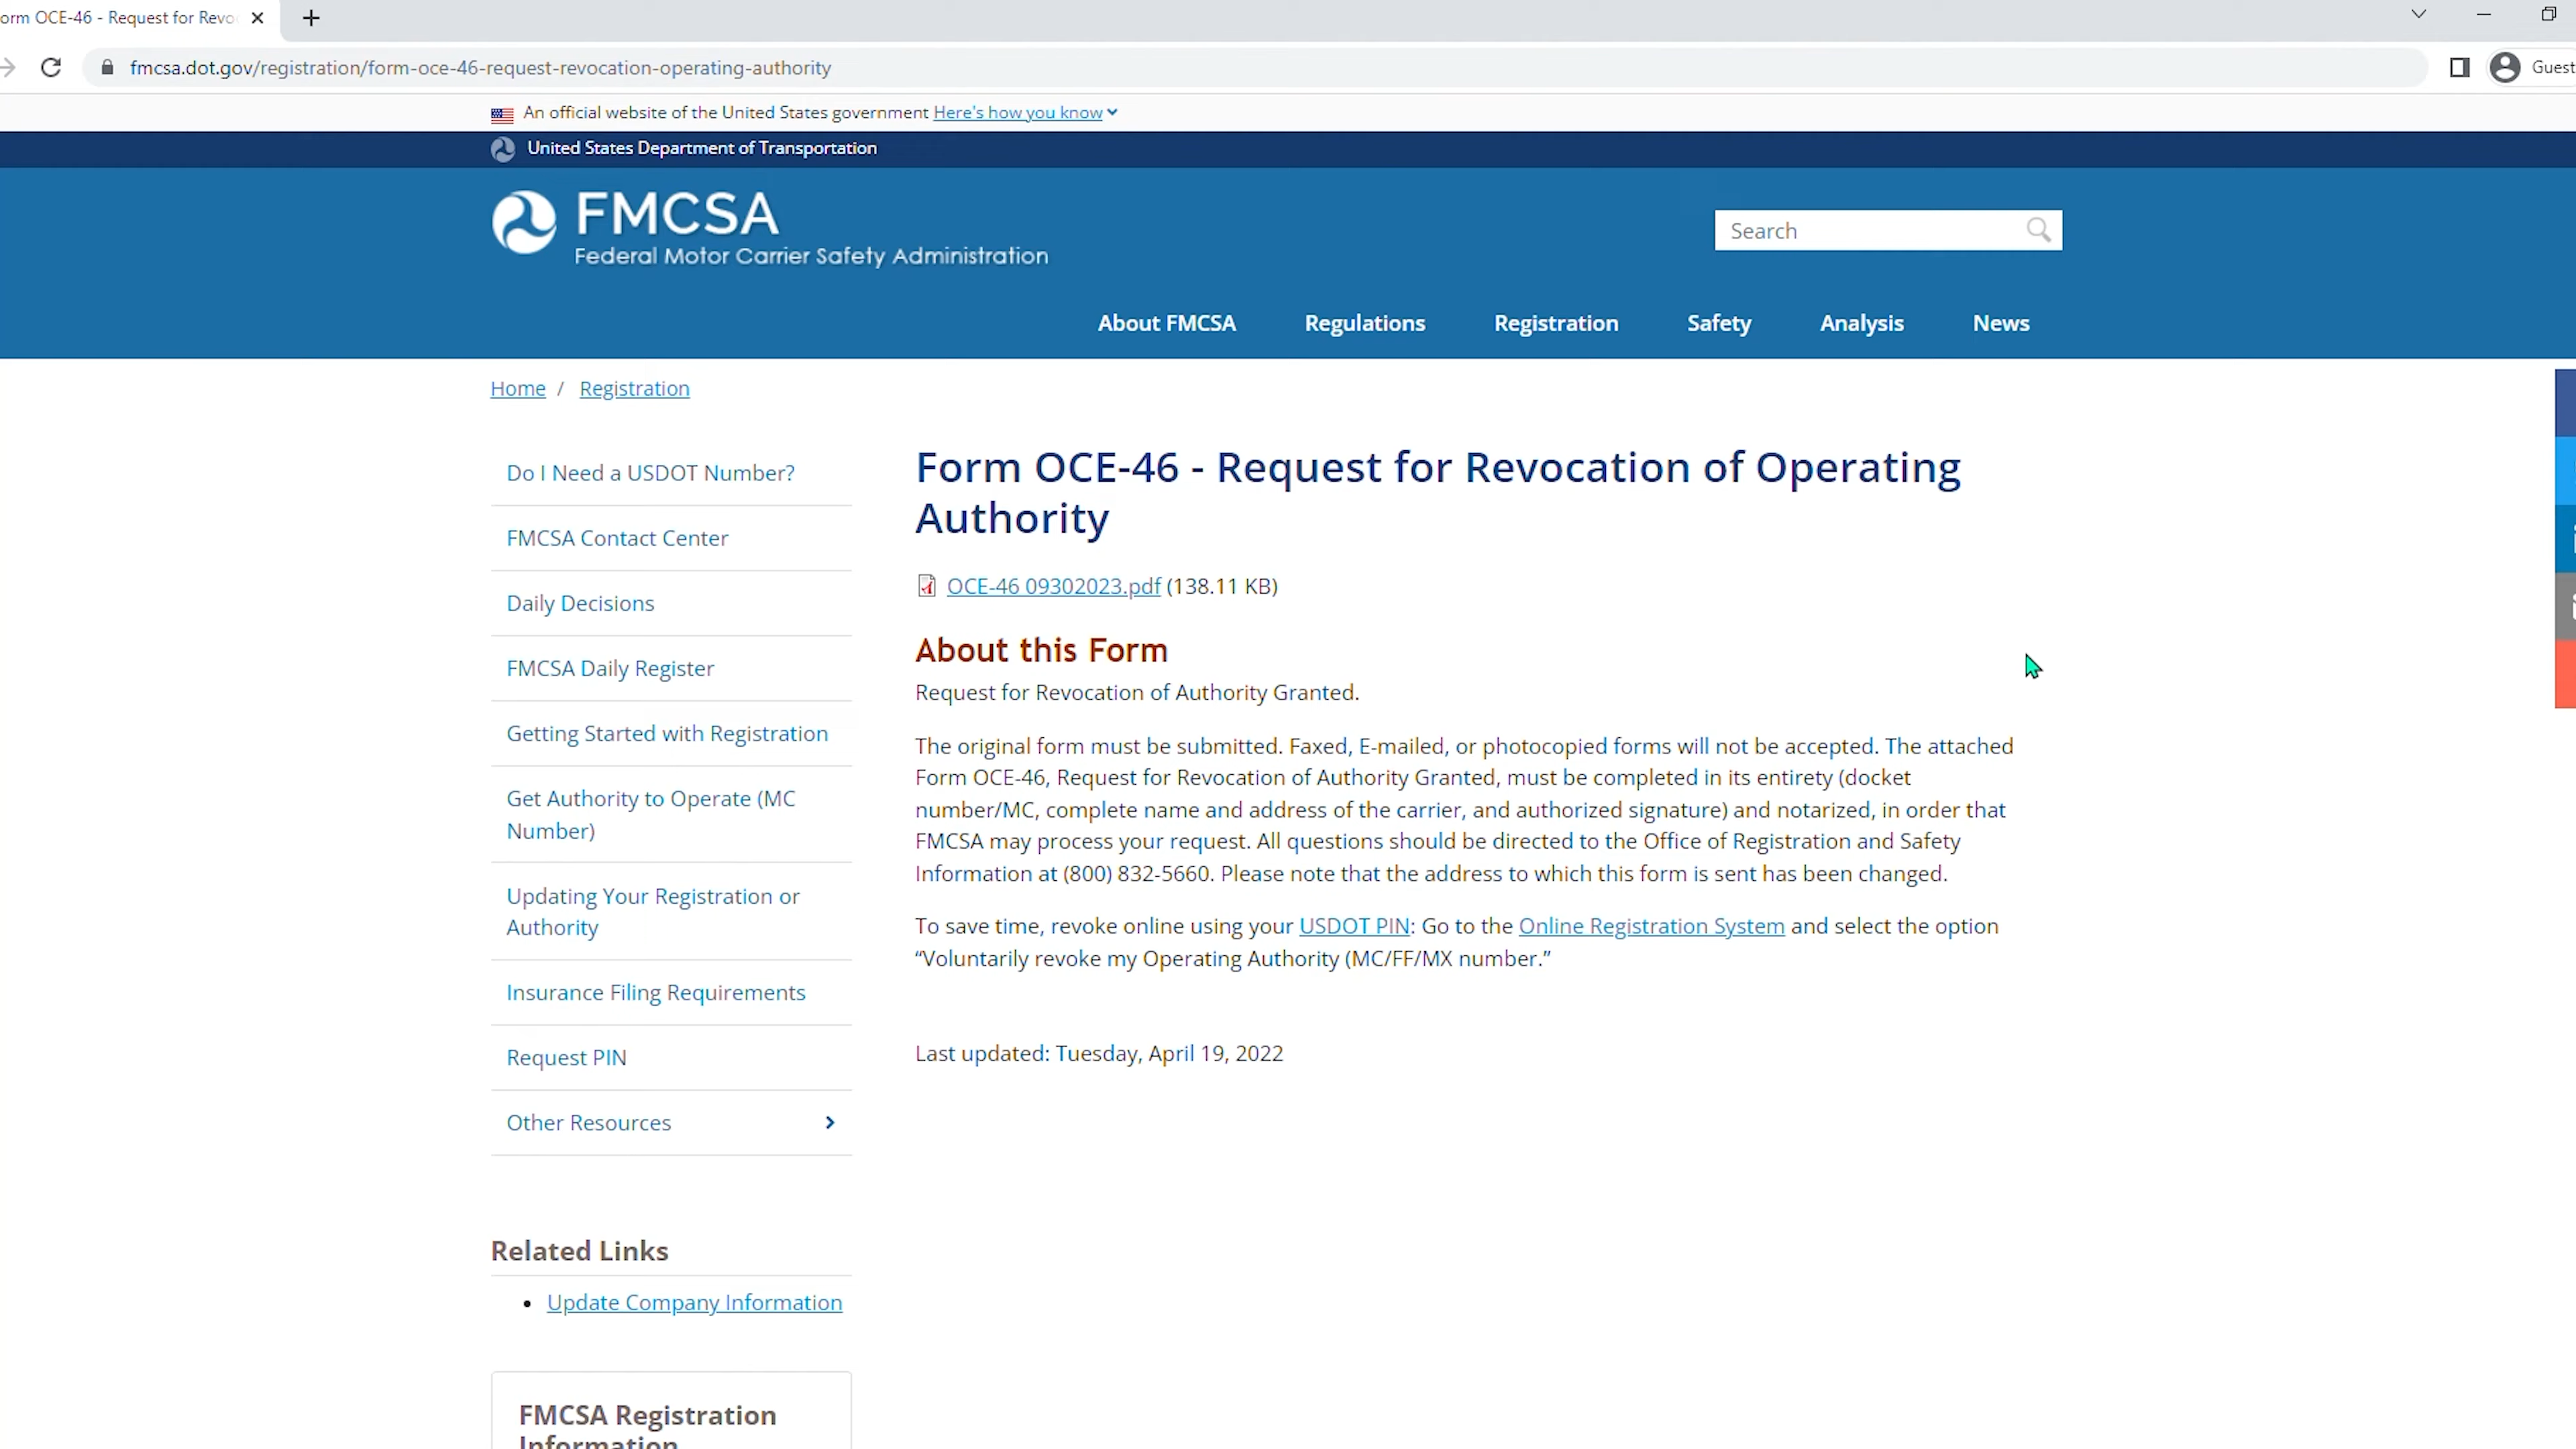 orm OCE-46 - Request for Revo
fmcsa.dot.gov/registration/form-oce-46-request-revocation-operating-authority
Guest
An official website of the United States government Here's how you know
United States Department of Transportation
FMCSA
Federal Motor Carrier Safety Administration
Search
About FMCSA Regulations Registration Safety Analysis News
Home / Registration
Do I Need a USDOT Number?
FMCSA Contact Center
Daily Decisions
FMCSA Daily Register
Getting Started with Registration
Get Authority to Operate (MC
Number)
Updating Your Registration or
Authority
Insurance Filing Requirements
Request PIN
Other Resources
Related Links
Update Company Information
FMCSA Registration
Information
Form OCE-46 - Request for Revocation of Operating
Authority
OCE-46 09302023.pdf (138.11 KB)
About this Form
Request for Revocation of Authority Granted.
The original form must be submitted. Faxed, E-mailed, or photocopied forms will not be accepted. The attached
Form OCE-46, Request for Revocation of Authority Granted, must be completed in its entirety (docket
number/MC, complete name and address of the carrier, and authorized signature) and notarized, in order that
FMCSA may process your request. All questions should be directed to the Office of Registration and Safety
Information at (800) 832-5660. Please note that the address to which this form is sent has been changed.
To save time, revoke online using your USDOT PIN: Go to the Online Registration System and select the option
“Voluntarily revoke my Operating Authority (MC/FF/MX number.”
Last updated: Tuesday, April 19, 2022